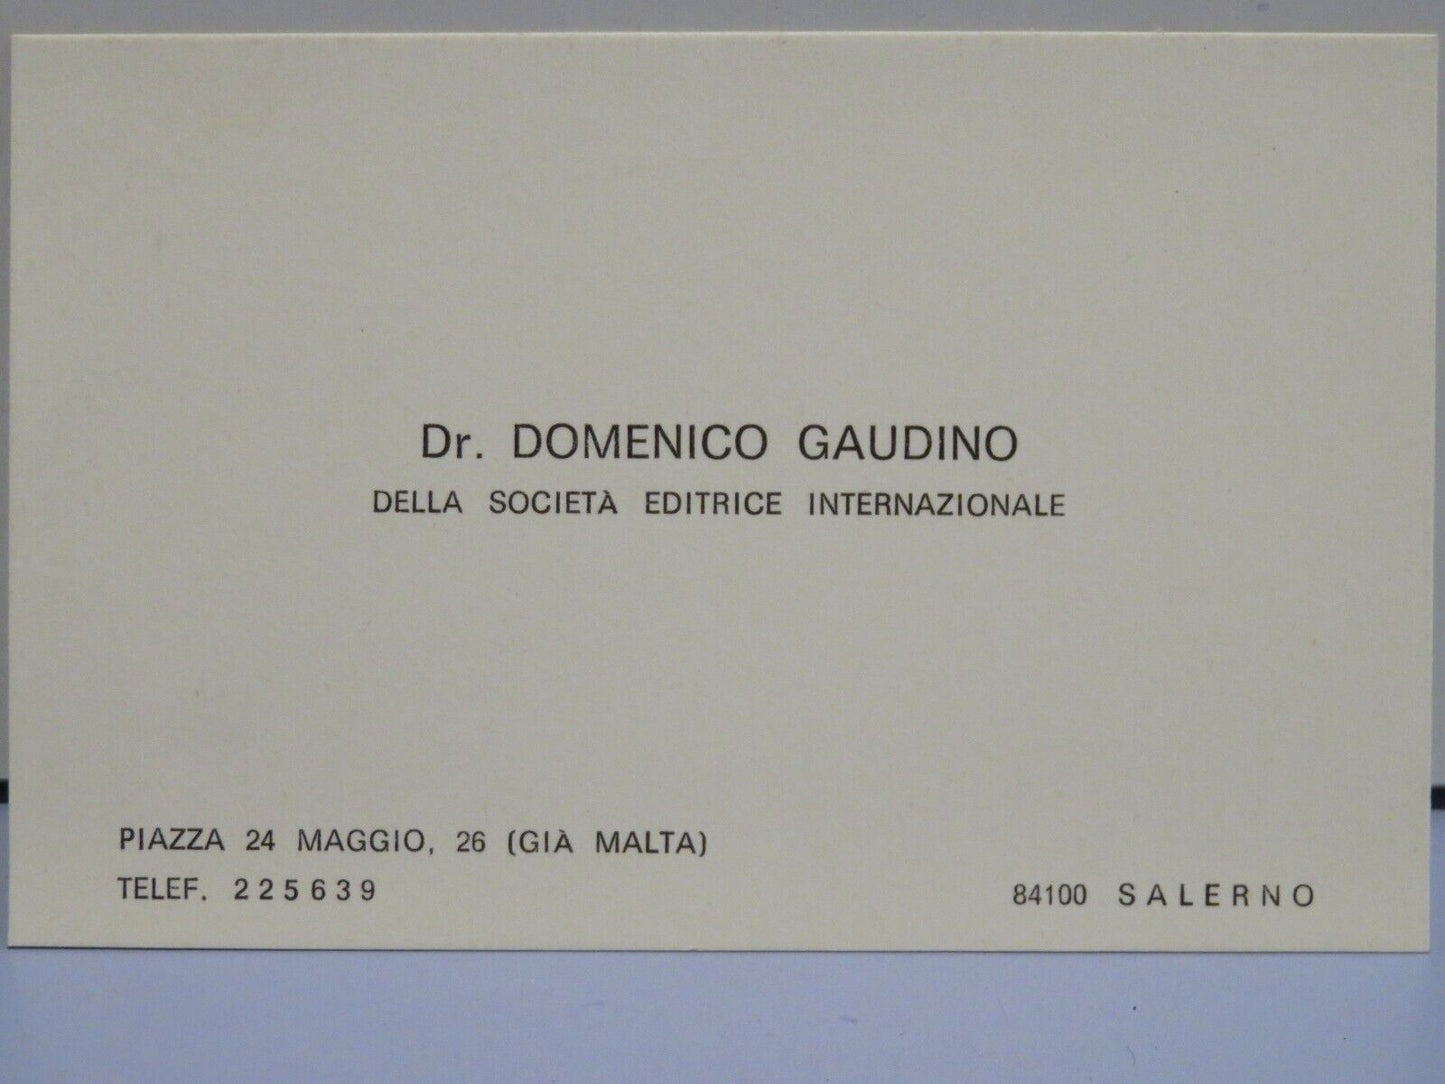 Dr. DOMENICO GAUDINO
DELLA SOCIETÀ EDITRICE INTERNAZIONALE
PIAZZA 24 MAGGIO, 26 (GIÀ MALTA)
TELEF. 225639
84100 SALERNO